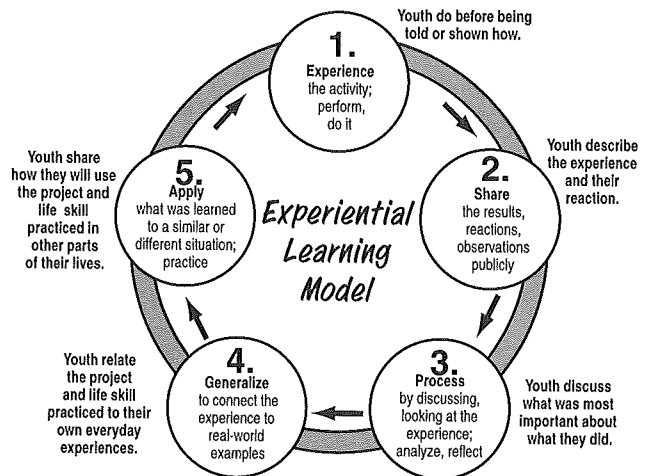 Youth do before being
told or shown how.
1.
Experience
the activity;
perform,
do it
Youth describe
the experience
and their
reaction.
2.
Share
the results,
reactions,
observations
publicly
Youth discuss
what was most
important about
what they did.
3.
Process
by discussing,
looking at the
experience;
analyze, reflect
Youth relate
the project
and life skill
practiced to their
own everyday
experiences.
4.
Generalize
to connect the
experience to
real-world
examples
Youth share
how they will use
the project and
life skill
practiced in
other parts
of their lives.
5.
Apply
what was learned
to a similar or
different situation;
practice
Experiential
Learning
Model